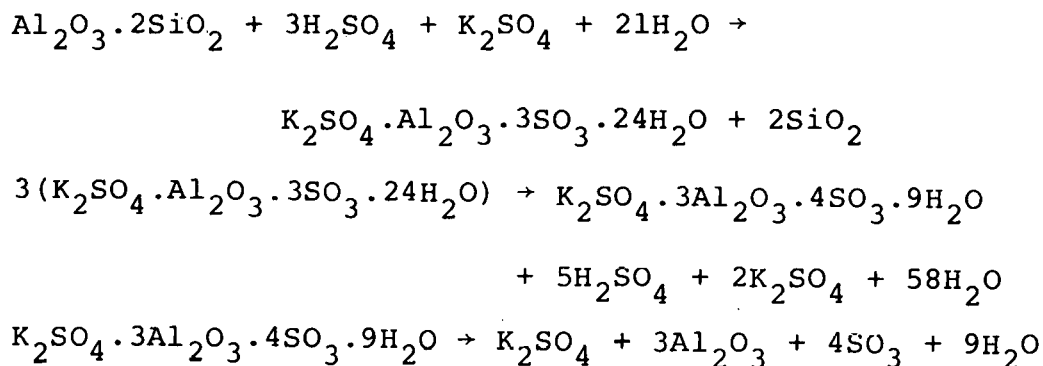 Al₂O₃.2SiO₂ + 3H₂SO₄ + K₂SO₄ + 21H₂O →
K₂SO₄.Al₂O₃.3SO₃.24H₂O + 2SiO₂
3(K₂SO₄.Al₂O₃.3SO₃.24H₂O) → K₂SO₄.3Al₂O₃.4SO₃.9H₂O
+ 5H₂SO₄ + 2K₂SO₄ + 58H₂O
K₂SO₄.3Al₂O₃.4SO₃.9H₂O → K₂SO₄ + 3Al₂O₃ + 4SO₃ + 9H₂O